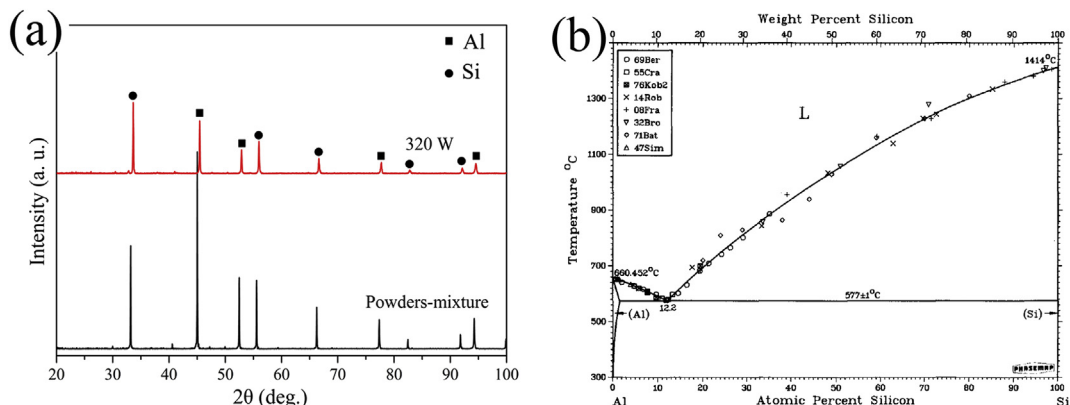 (a)
Al
Si
320 W
Powders-mixture
Intensity (a. u.)
20 30 40 50 60 70 80 90 100
2θ (deg.)
(b)
Weight Percent Silicon
0 10 20 30 40 50 60 70 80 90 100
69Ber
55Cra
76Kob2
14Rob
08Fra
32Bro
71Bat
47Sim
L
1414°C
1300
1100
900
700
500
300
Temperature °C
660.452°C
577±1°C
12.2
(Al)
(Si)
PHASEMAP
0 10 20 30 40 50 60 70 80 90 100
Al Atomic Percent Silicon Si